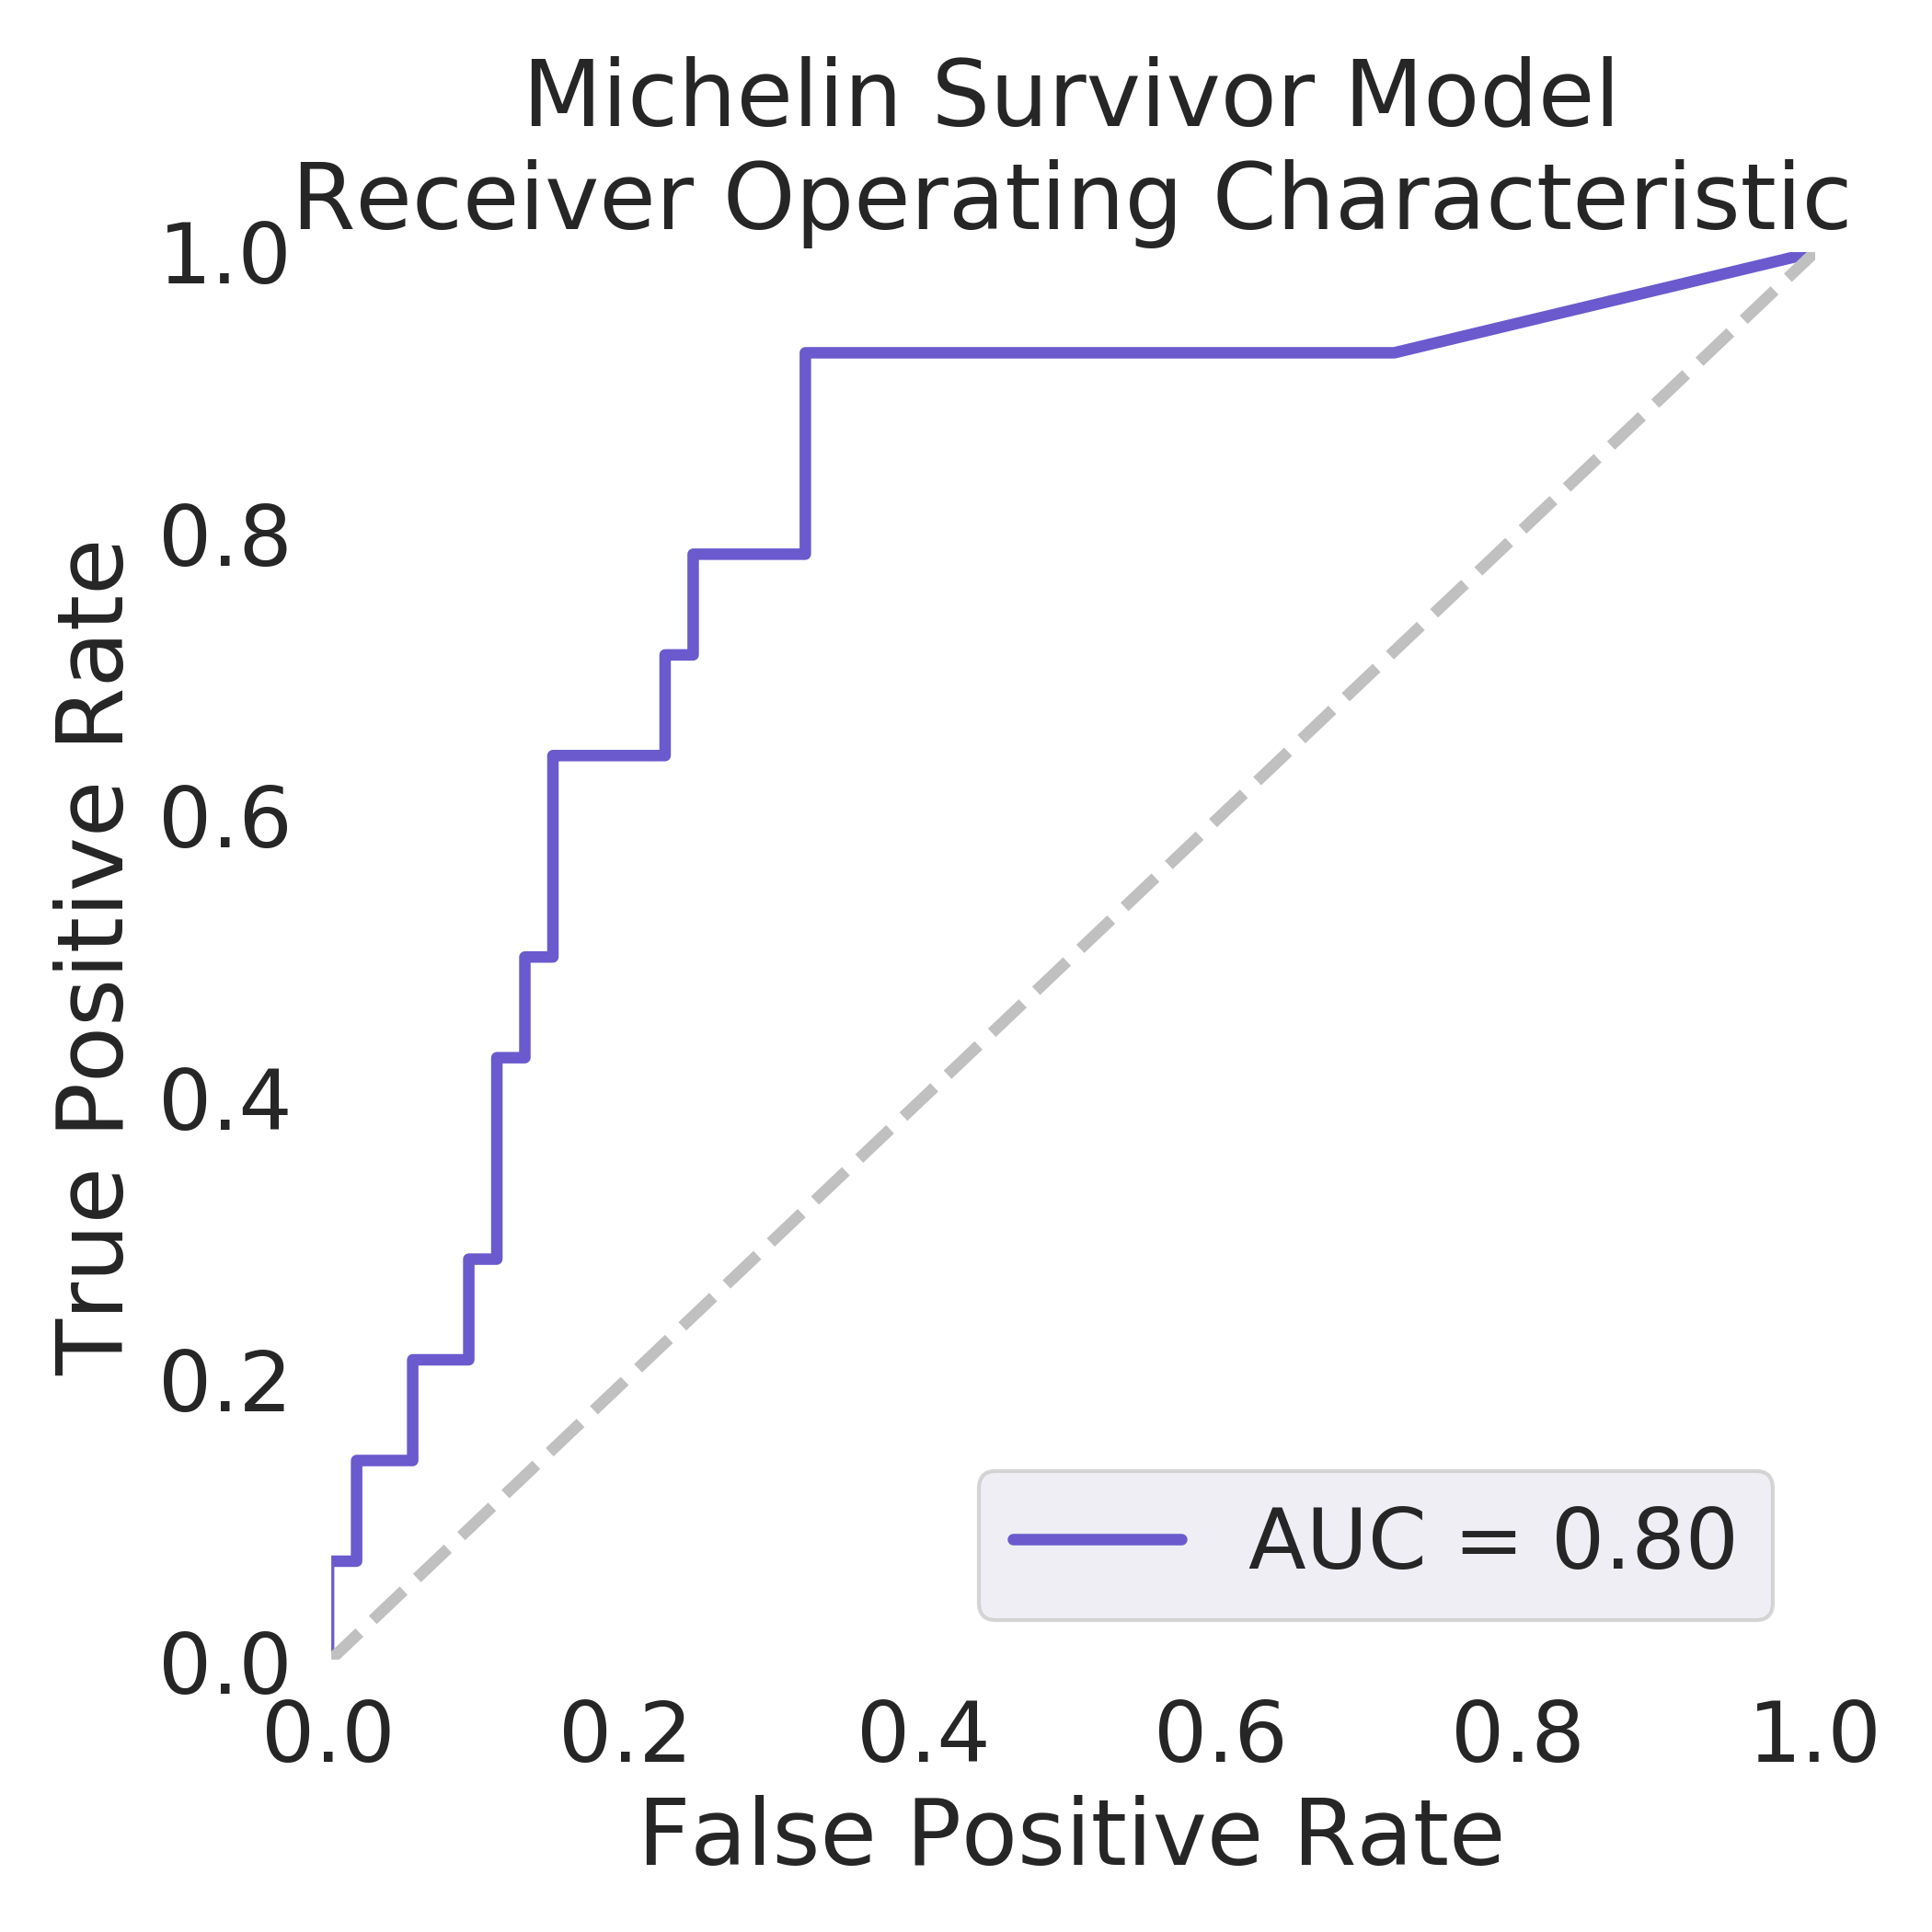 Michelin Survivor Model
Receiver Operating Characteristic
1.0
0.8
0.6
0.4
0.2
0.0
True Positive Rate
AUC = 0.80
0.0 0.2 0.4 0.6 0.8 1.0
False Positive Rate